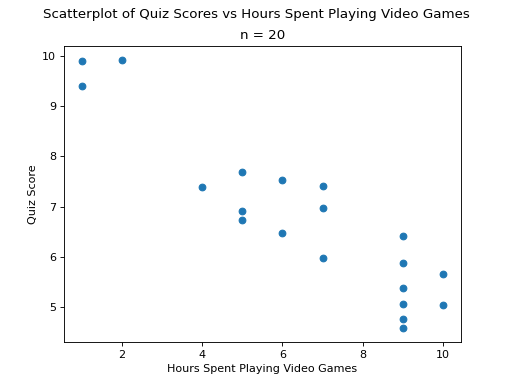 Scatterplot of Quiz Scores vs Hours Spent Playing Video Games
n = 20
10
9
8
7
6
5
Quiz Score
2 4 6 8 10
Hours Spent Playing Video Games